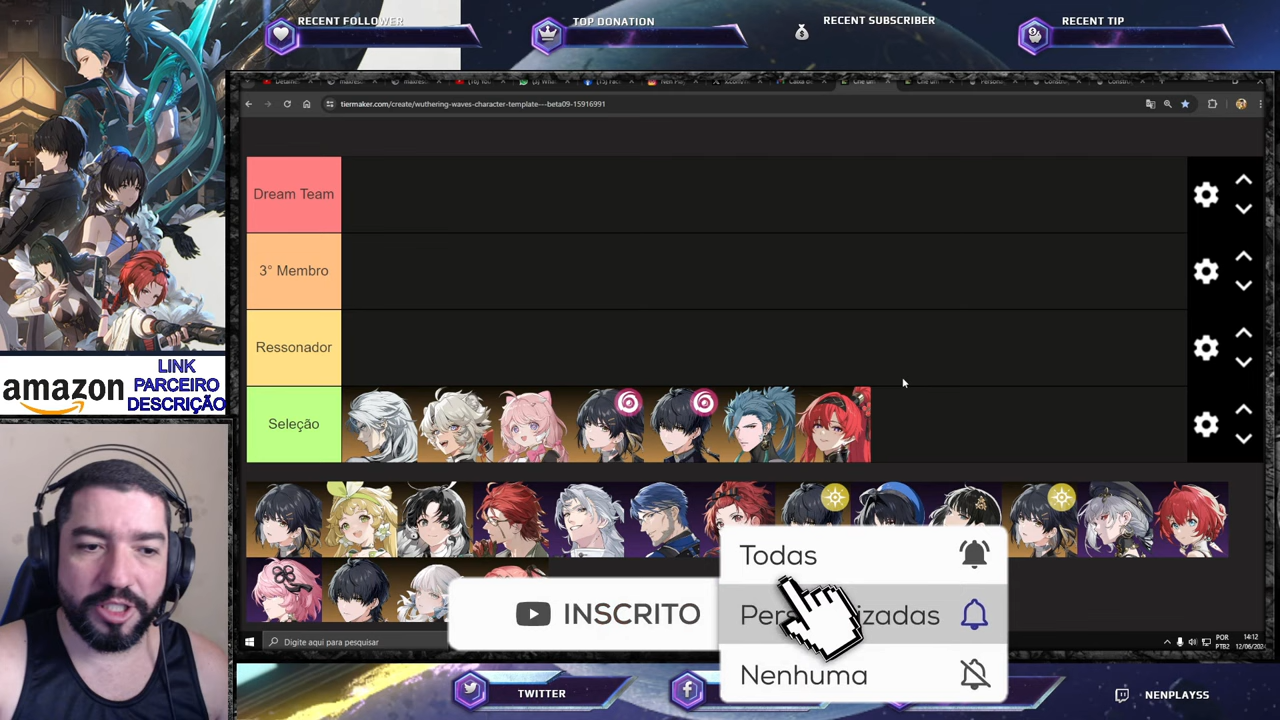 RECENT FOLLOWER
TOP DONATION
RECENT SUBSCRIBER
RECENT TIP
tiermaker.com/create/wuthering-waves-character-template---beta09-15916991
Dream Team
3° Membro
Ressonador
Seleção
amazon
LINK
PARCEIRO
DESCRIÇÃO
Todas
INSCRITO
Nenhuma
Digite aqui para pesquisar
POR
PTB2
14:12
TWITTER
NENPLAYSS